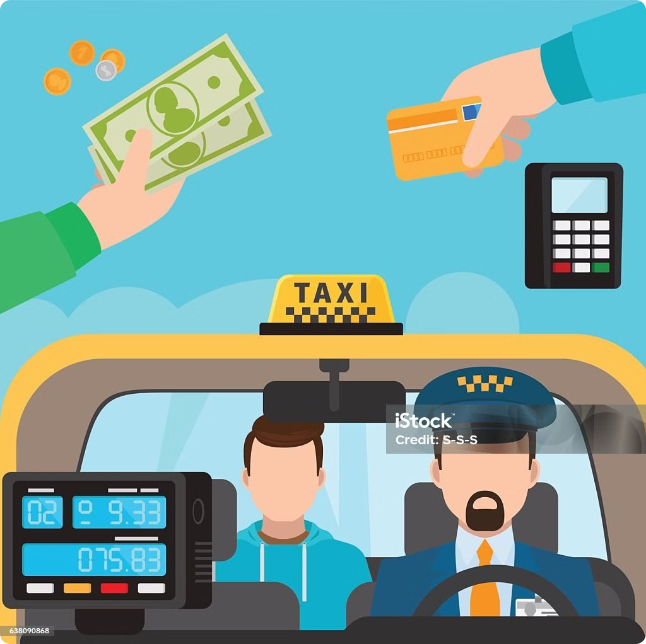 TAXI
iStock
Credit: S-S-S
02 º 9.33
075.83
638090868